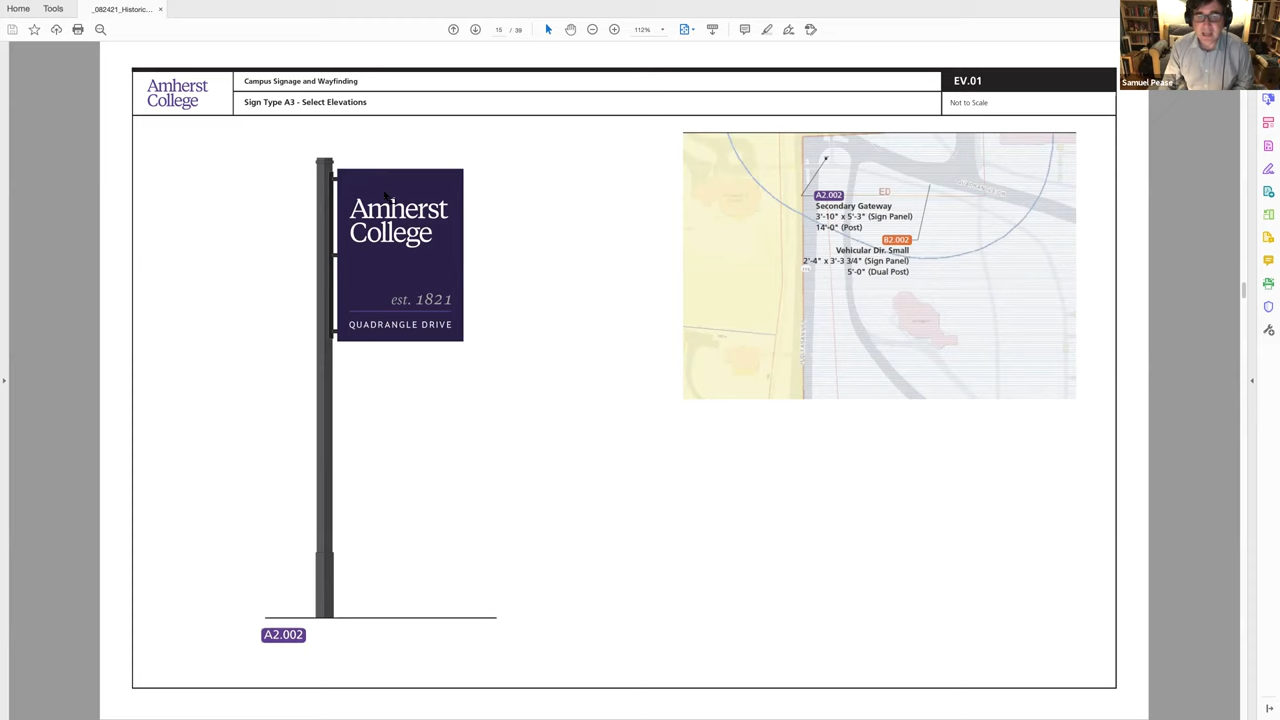 Home
Tools
_082421_Historic...
15 / 39
112%
Samuel Pease
Amherst
College
Campus Signage and Wayfinding
EV.01
Sign Type A3 - Select Elevations
Not to Scale
Amherst
College
est. 1821
QUADRANGLE DRIVE
A2.002
A2.002
Secondary Gateway
3'-10" x 5'-3" (Sign Panel)
14'-0" (Post)
ED
B2.002
Vehicular Dir. Small
2'-4" x 3'-3 3/4" (Sign Panel)
5'-0" (Dual Post)